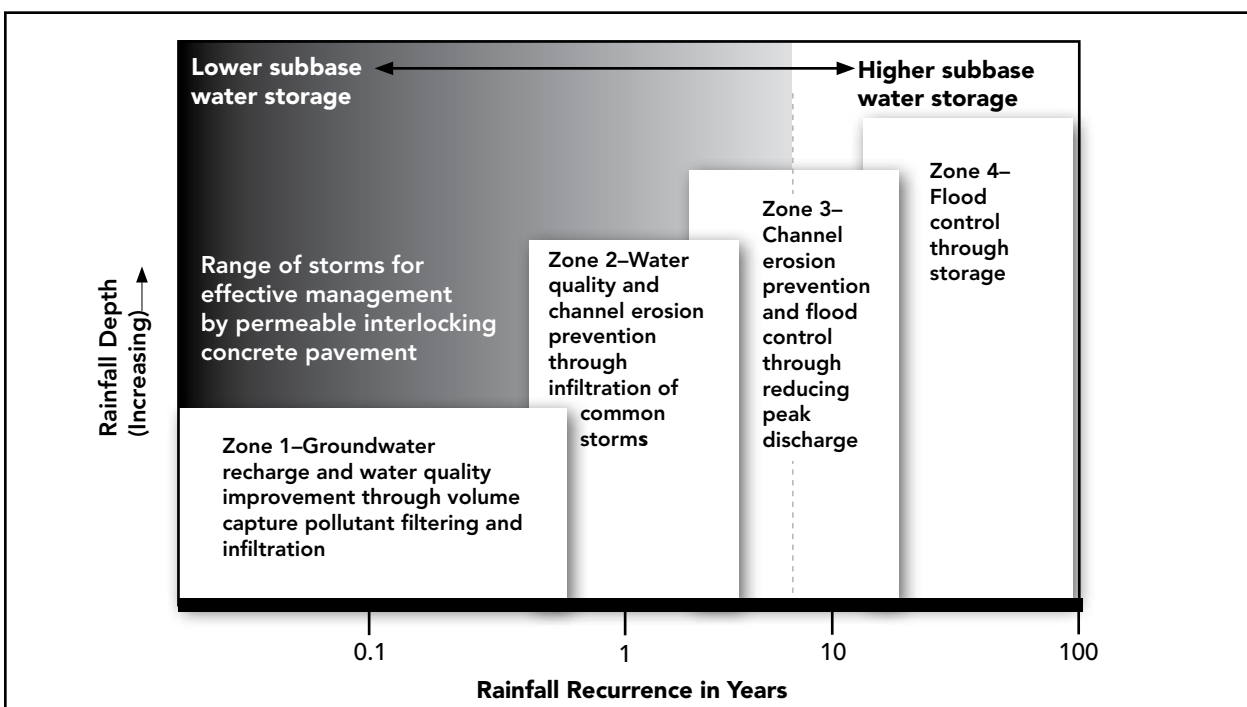 Lower subbase
water storage
Higher subbase
water storage
Range of storms for
effective management
by permeable interlocking
concrete pavement
Zone 1–Groundwater
recharge and water quality
improvement through volume
capture pollutant filtering and
infiltration
Zone 2–Water
quality and
channel erosion
prevention
through
infiltration of
common
storms
Zone 3–
Channel
erosion
prevention
and flood
control
through
reducing
peak
discharge
Zone 4–
Flood
control
through
storage
Rainfall Depth
(Increasing)
0.1
1
10
100
Rainfall Recurrence in Years